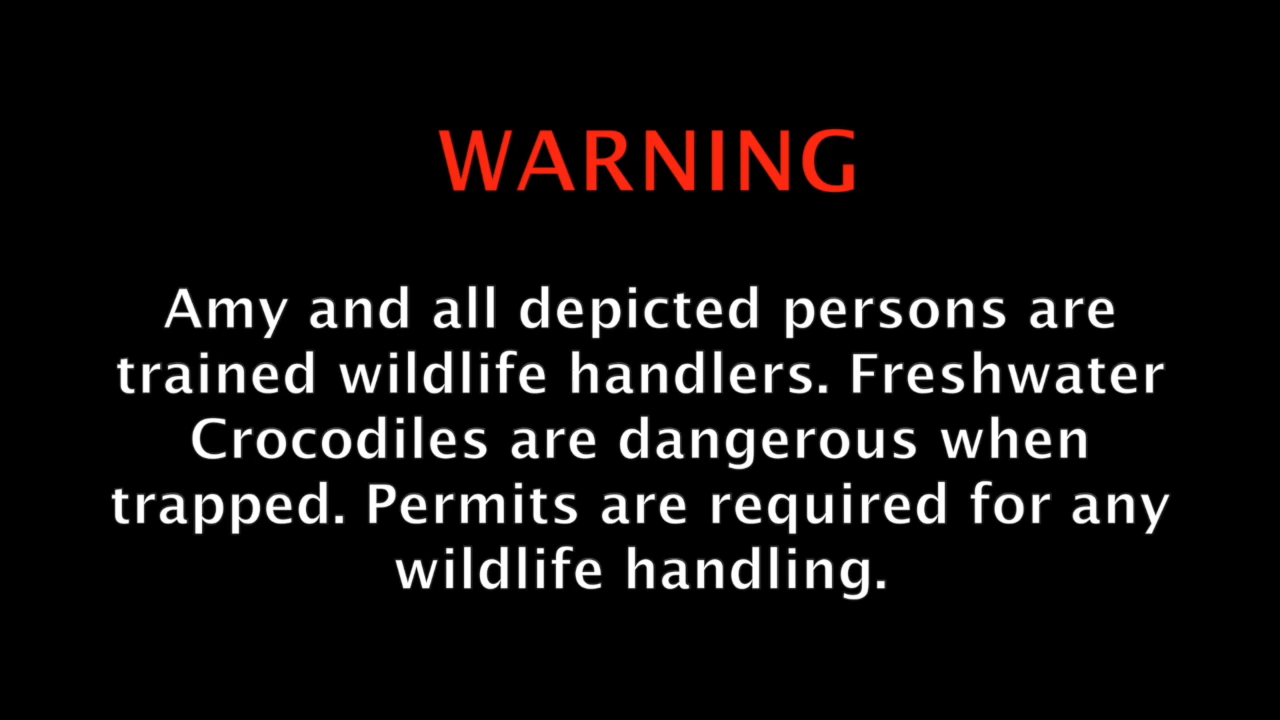 WARNING
Amy and all depicted persons are
trained wildlife handlers. Freshwater
Crocodiles are dangerous when
trapped. Permits are required for any
wildlife handling.